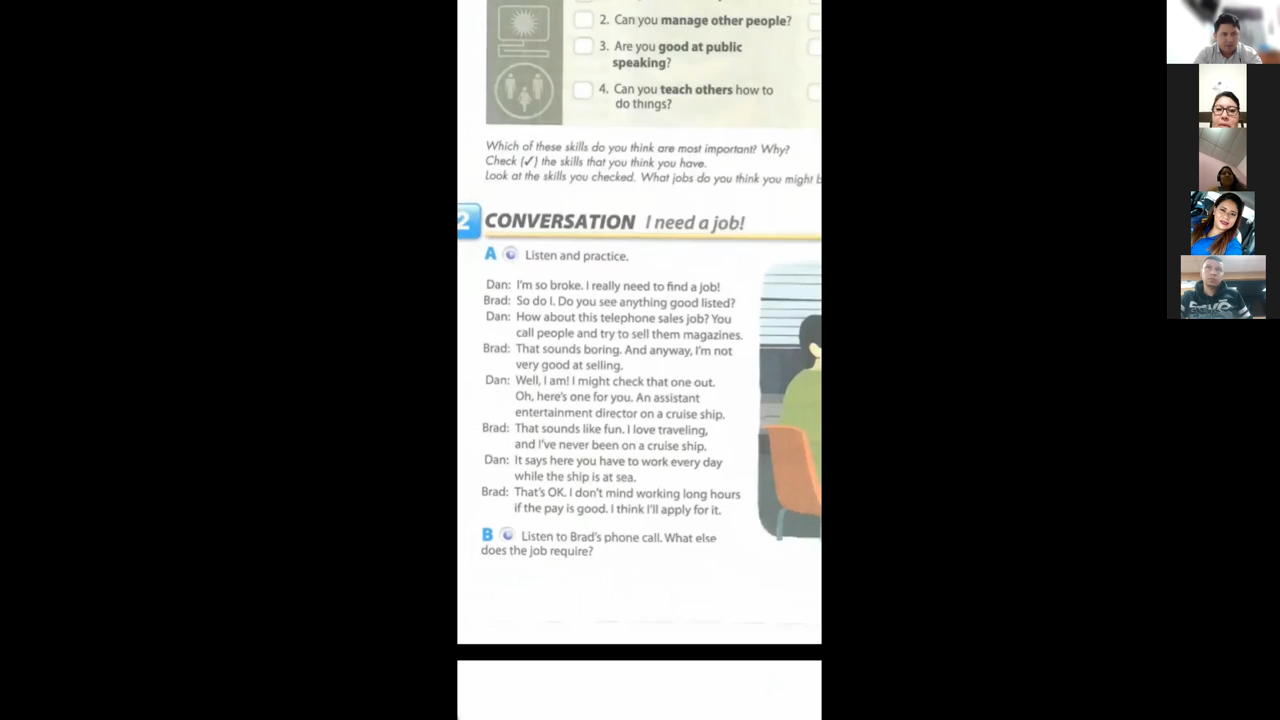 2. Can you manage other people?
3. Are you good at public
speaking?
4. Can you teach others how to
do things?
Which of these skills do you think are most important? Why?
Check (✓) the skills that you think you have.
Look at the skills you checked. What jobs do you think you might
2 CONVERSATION I need a job!
A Listen and practice.
Dan: I'm so broke. I really need to find a job!
Brad: So do I. Do you see anything good listed?
Dan: How about this telephone sales job? You
call people and try to sell them magazines.
Brad: That sounds boring. And anyway, I'm not
very good at selling.
Dan: Well, I am! I might check that one out.
Oh, here's one for you. An assistant
entertainment director on a cruise ship.
Brad: That sounds like fun. I love traveling,
and I've never been on a cruise ship.
Dan: It says here you have to work every day
while the ship is at sea.
Brad: That's OK. I don't mind working long hours
if the pay is good. I think I'll apply for it.
B Listen to Brad's phone call. What else
does the job require?